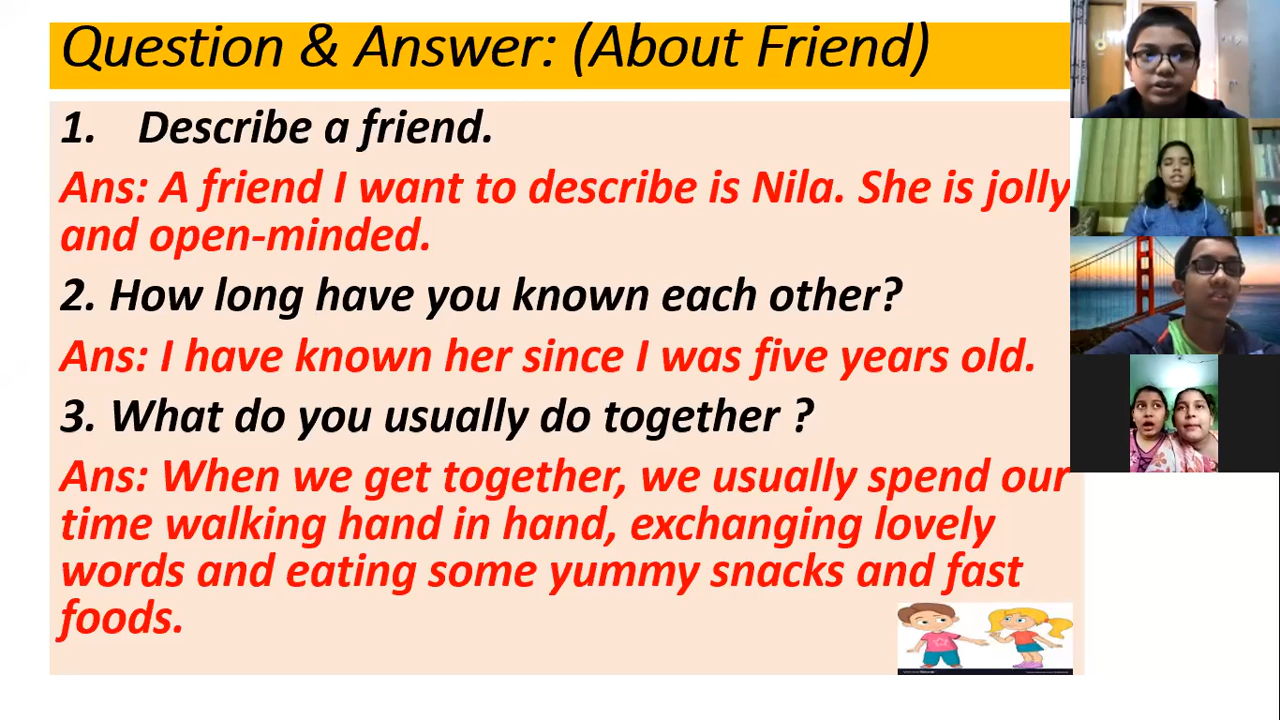 Question & Answer: (About Friend)
1. Describe a friend.
Ans: A friend I want to describe is Nila. She is jolly
and open-minded.
2. How long have you known each other?
Ans: I have known her since I was five years old.
3. What do you usually do together ?
Ans: When we get together, we usually spend our
time walking hand in hand, exchanging lovely
words and eating some yummy snacks and fast
foods.